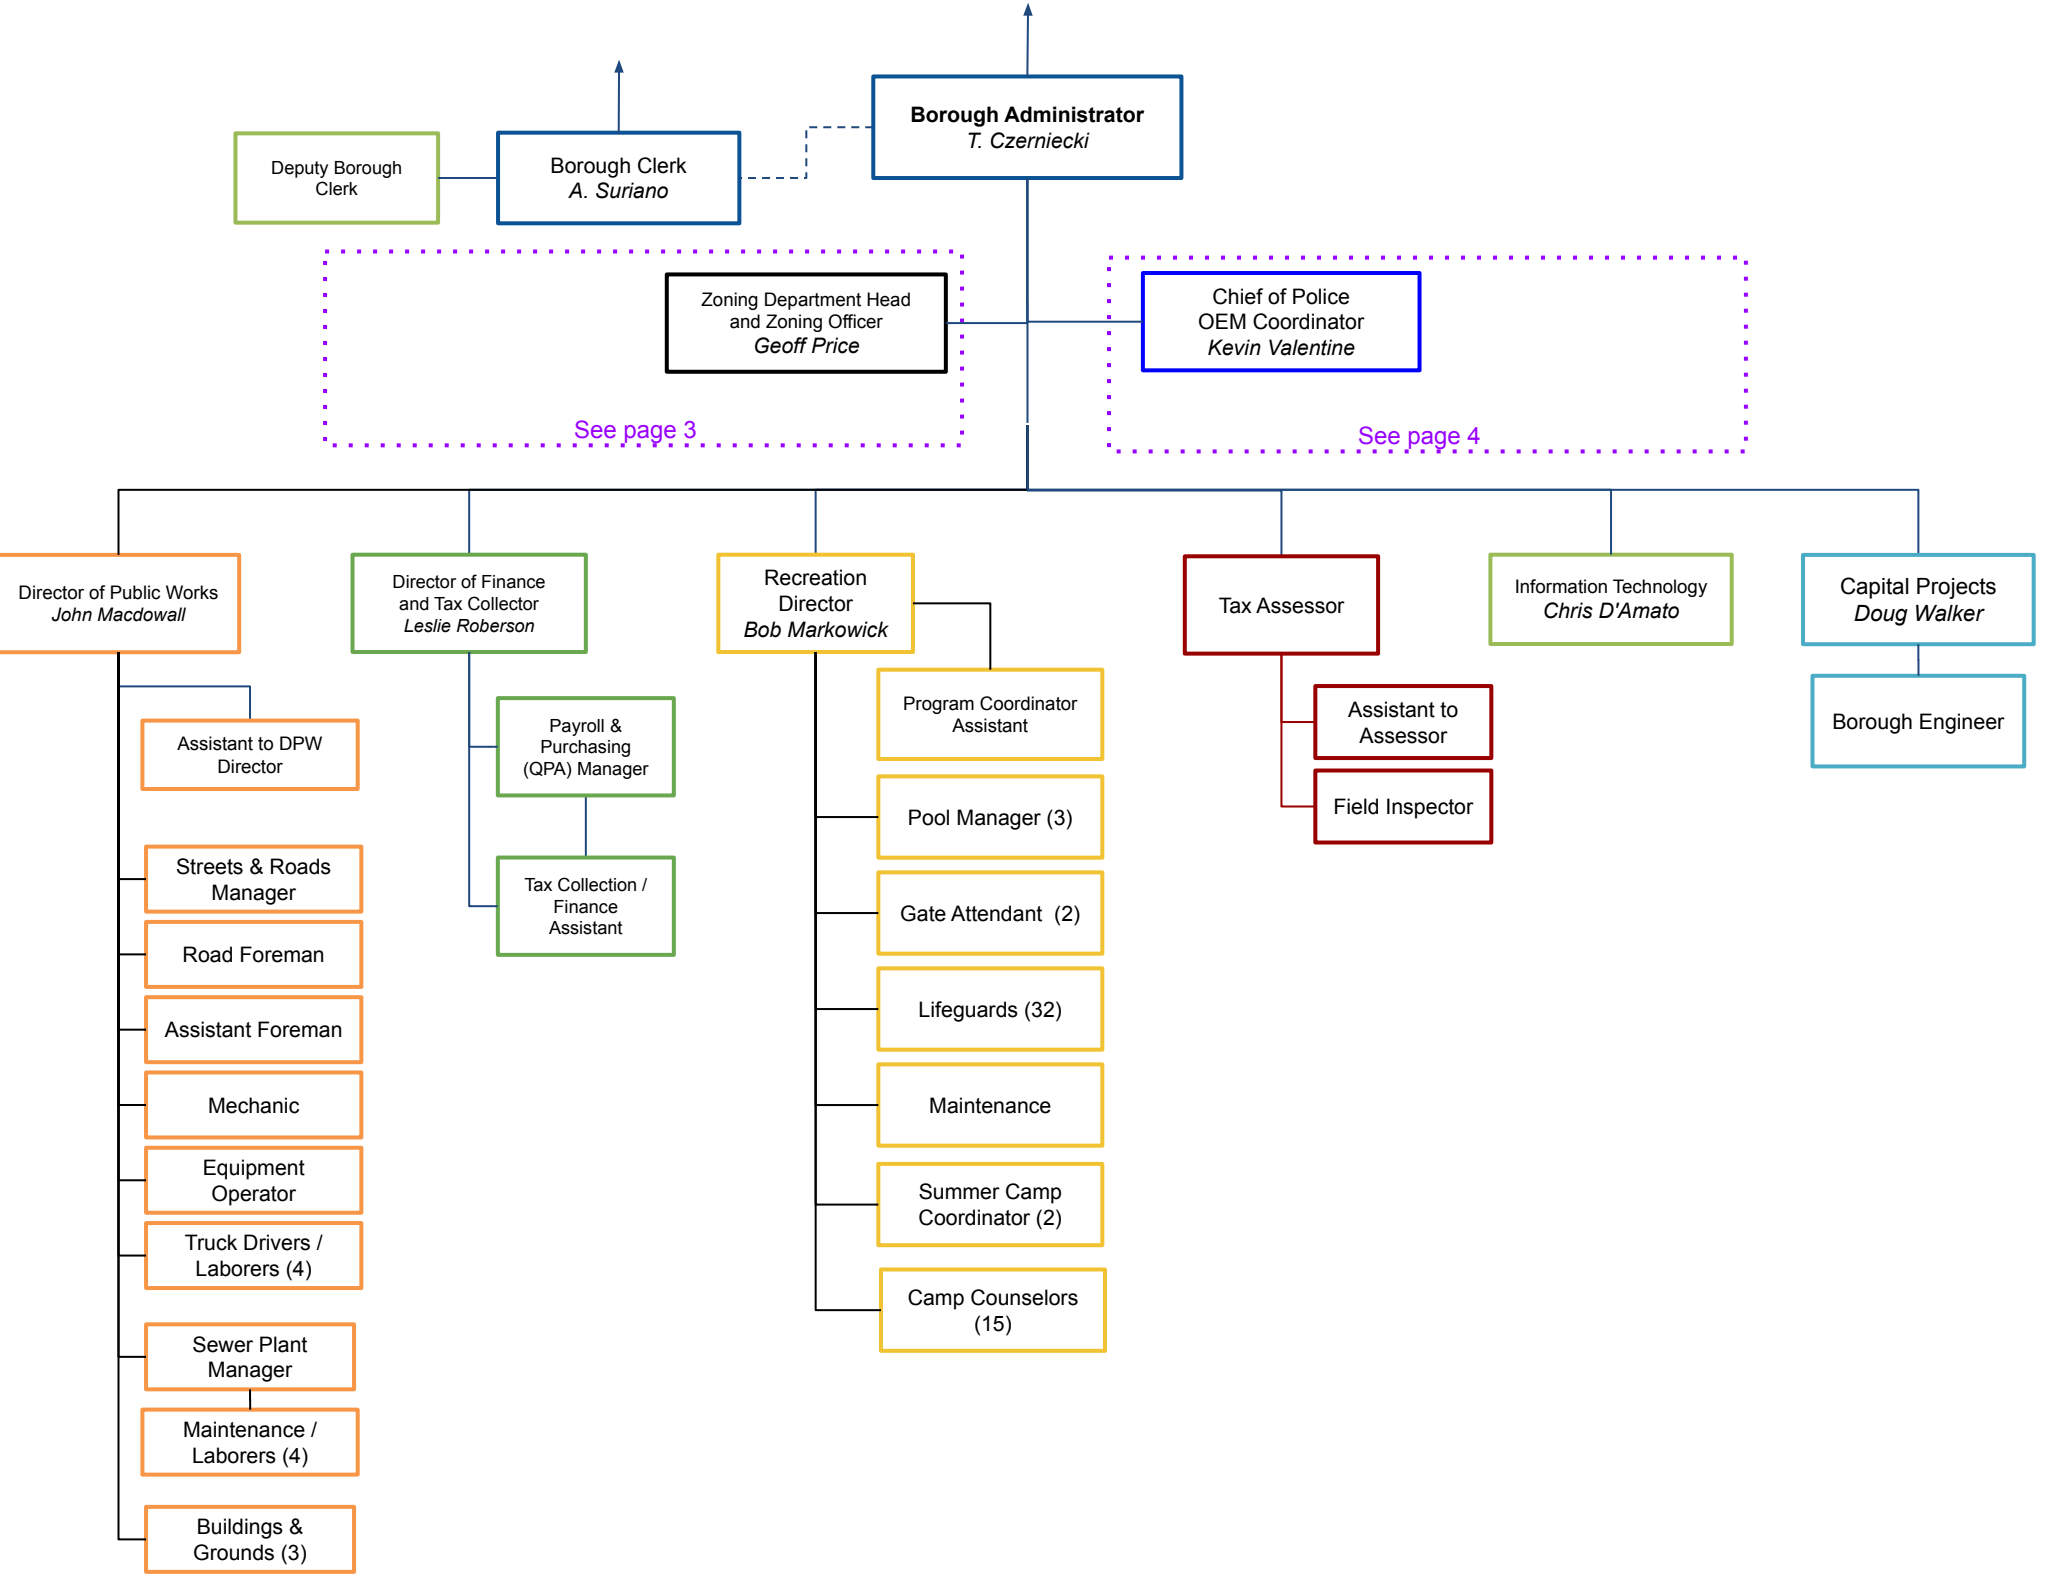 Borough Administrator
T. Czerniecki
Deputy Borough
Clerk
Borough Clerk
A. Suriano
Zoning Department Head
and Zoning Officer
Geoff Price
See page 3
Chief of Police
OEM Coordinator
Kevin Valentine
See page 4
Director of Public Works
John Macdowall
Assistant to DPW
Director
Streets & Roads
Manager
Road Foreman
Assistant Foreman
Mechanic
Equipment
Operator
Truck Drivers /
Laborers (4)
Sewer Plant
Manager
Maintenance /
Laborers (4)
Buildings &
Grounds (3)
Director of Finance
and Tax Collector
Leslie Roberson
Payroll &
Purchasing
(QPA) Manager
Tax Collection /
Finance
Assistant
Recreation
Director
Bob Markowick
Program Coordinator
Assistant
Pool Manager (3)
Gate Attendant  (2)
Lifeguards (32)
Maintenance
Summer Camp
Coordinator (2)
Camp Counselors
(15)
Tax Assessor
Assistant to
Assessor
Field Inspector
Information Technology
Chris D'Amato
Capital Projects
Doug Walker
Borough Engineer